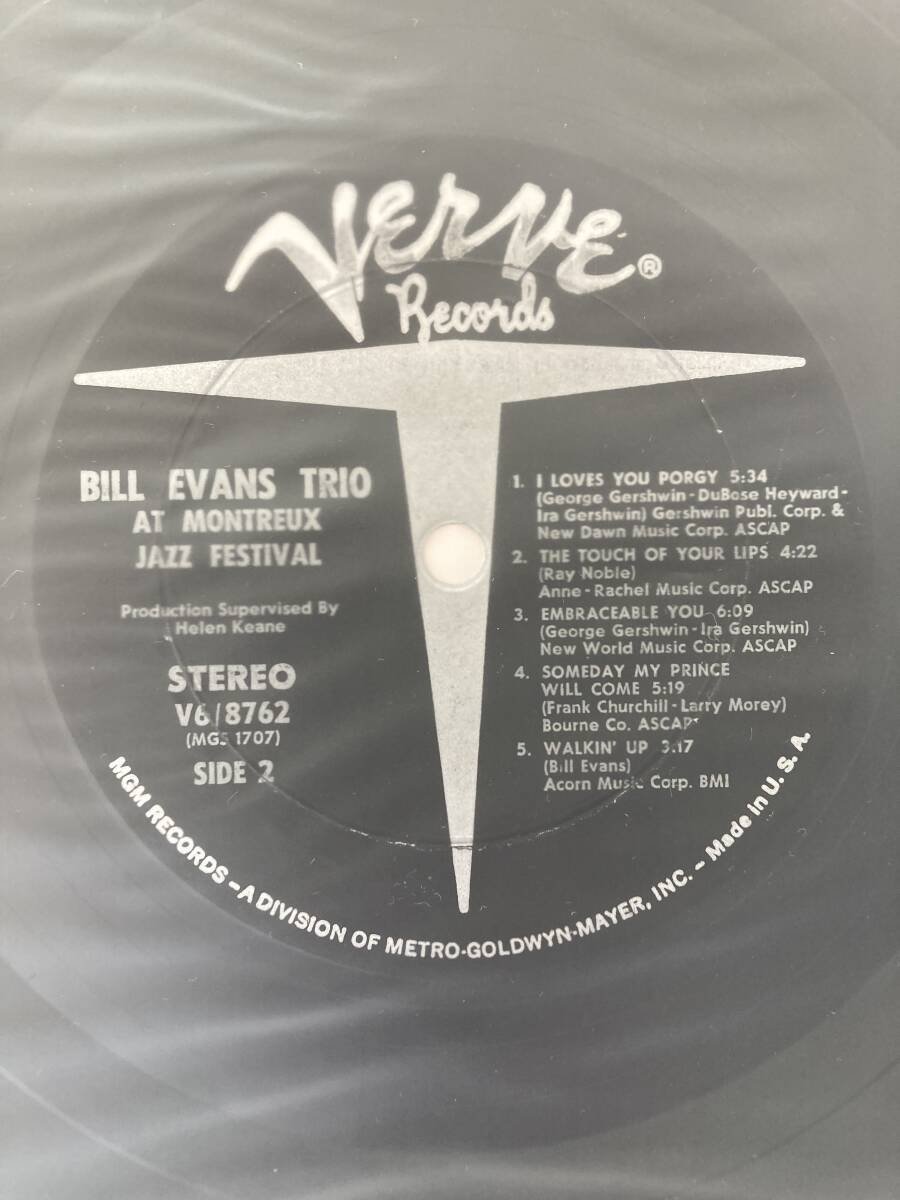 Verve ®
Records
BILL EVANS TRIO
AT MONTREUX
JAZZ FESTIVAL
Production Supervised By
Helen Keane
STEREO
V6/8762
(MGS 1707)
SIDE 2
1. I LOVES YOU PORGY 5:34
(George Gershwin-DuBose Heyward-
Ira Gershwin) Gershwin Publ. Corp. &
New Dawn Music Corp. ASCAP
2. THE TOUCH OF YOUR LIPS 4:22
(Ray Noble)
Anne-Rachel Music Corp. ASCAP
3. EMBRACEABLE YOU 6:09
(George Gershwin-Ira Gershwin)
New World Music Corp. ASCAP
4. SOMEDAY MY PRINCE
WILL COME 5:19
(Frank Churchill-Larry Morey)
Bourne Co. ASCAP
5. WALKIN' UP 3:17
(Bill Evans)
Acorn Music Corp. BMI
MGM RECORDS – A DIVISION OF METRO-GOLDWYN-MAYER, INC. – Made in U. S. A.